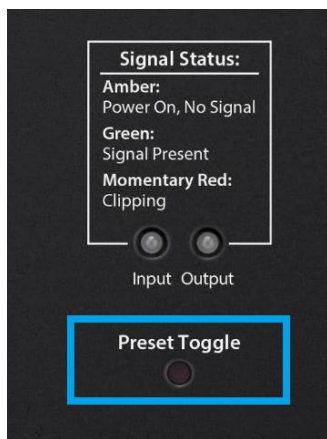 Signal Status:
Amber:
Power On, No Signal
Green:
Signal Present
Momentary Red:
Clipping
Input Output
Preset Toggle